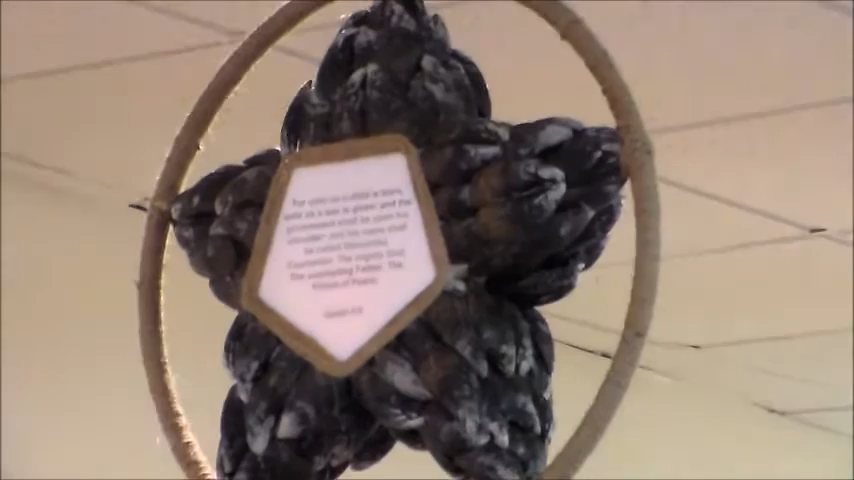 "For unto us a child is born,
unto us a son is given: and the
government shall be upon his
shoulder: and his name shall
be called Wonderful,
Counsellor, The mighty God,
the everlasting Father, The
Prince of Peace.
Isaiah 9:6